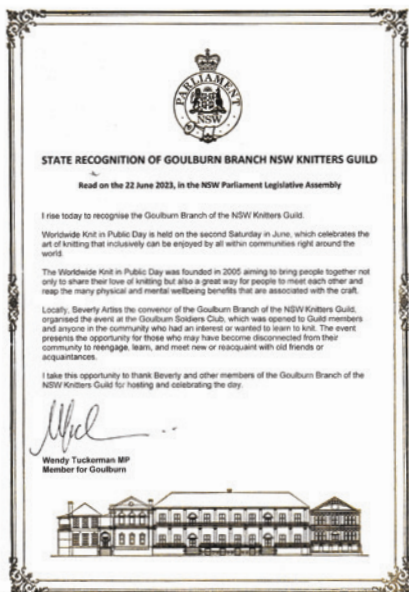 PARLIAMENT
NSW
STATE RECOGNITION OF GOULBURN BRANCH NSW KNITTERS GUILD
Read on the 22 June 2023, in the NSW Parliament Legislative Assembly
I rise today to recognise the Goulburn Branch of the NSW Knitters Guild.
Worldwide Knit in Public Day is held on the second Saturday in June, which celebrates the
art of knitting that inclusively can be enjoyed by all within communities right around the
world.
The Worldwide Knit in Public Day was founded in 2005 aiming to bring people together not
only to share their love of knitting but also a great way for people to meet each other and
reap the many physical and mental wellbeing benefits that are associated with the craft.
Locally, Beverly Artiss the convenor of the Goulburn Branch of the NSW Knitters Guild,
organised the event at the Goulburn Soldiers Club, which was opened to Guild members
and anyone in the community who had an interest or wanted to learn to knit. The event
presents the opportunity for those who may have become disconnected from their
community to reengage, learn, and meet new or reacquaint with old friends or
acquaintances.
I take this opportunity to thank Beverly and other members of the Goulburn Branch of the
NSW Knitters Guild for hosting and celebrating the day.
Wendy Tuckerman MP
Member for Goulburn